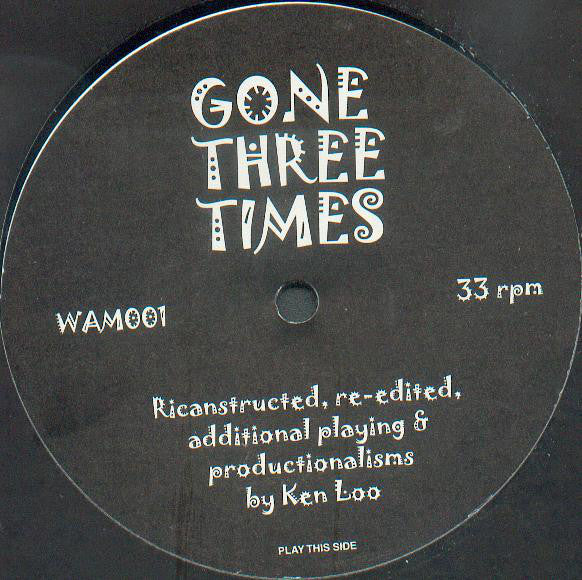 GONE
THREE
TIMES
33 rpm
WAM001
Ricanstructed, re-edited,
additional playing &
productionalisms
by Ken Loo
PLAY THIS SIDE